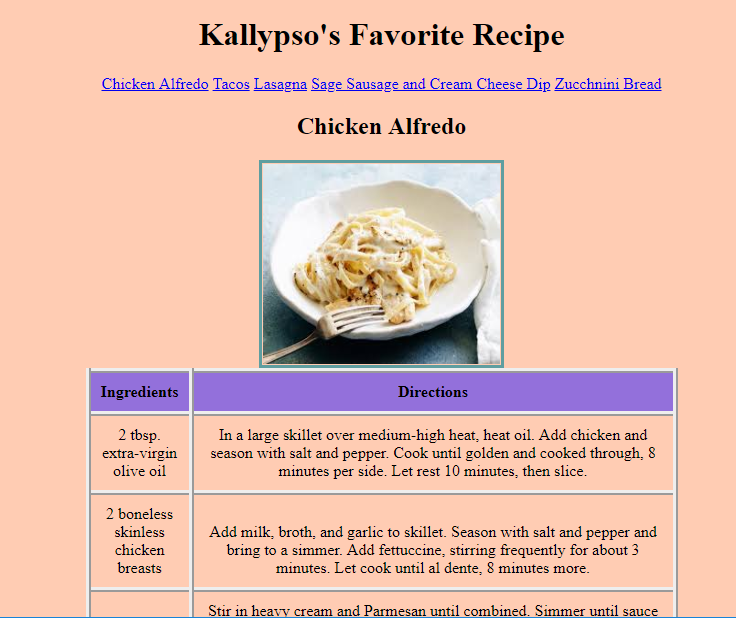 Kallypso's Favorite Recipe
Chicken Alfredo Tacos Lasagna Sage Sausage and Cream Cheese Dip Zucchnini Bread
Chicken Alfredo
Ingredients
Directions
2 tbsp.
extra-virgin
olive oil
In a large skillet over medium-high heat, heat oil. Add chicken and
season with salt and pepper. Cook until golden and cooked through, 8
minutes per side. Let rest 10 minutes, then slice.
2 boneless
skinless
chicken
breasts
Add milk, broth, and garlic to skillet. Season with salt and pepper and
bring to a simmer. Add fettuccine, stirring frequently for about 3
minutes. Let cook until al dente, 8 minutes more.
Stir in heavy cream and Parmesan until combined. Simmer until sauce